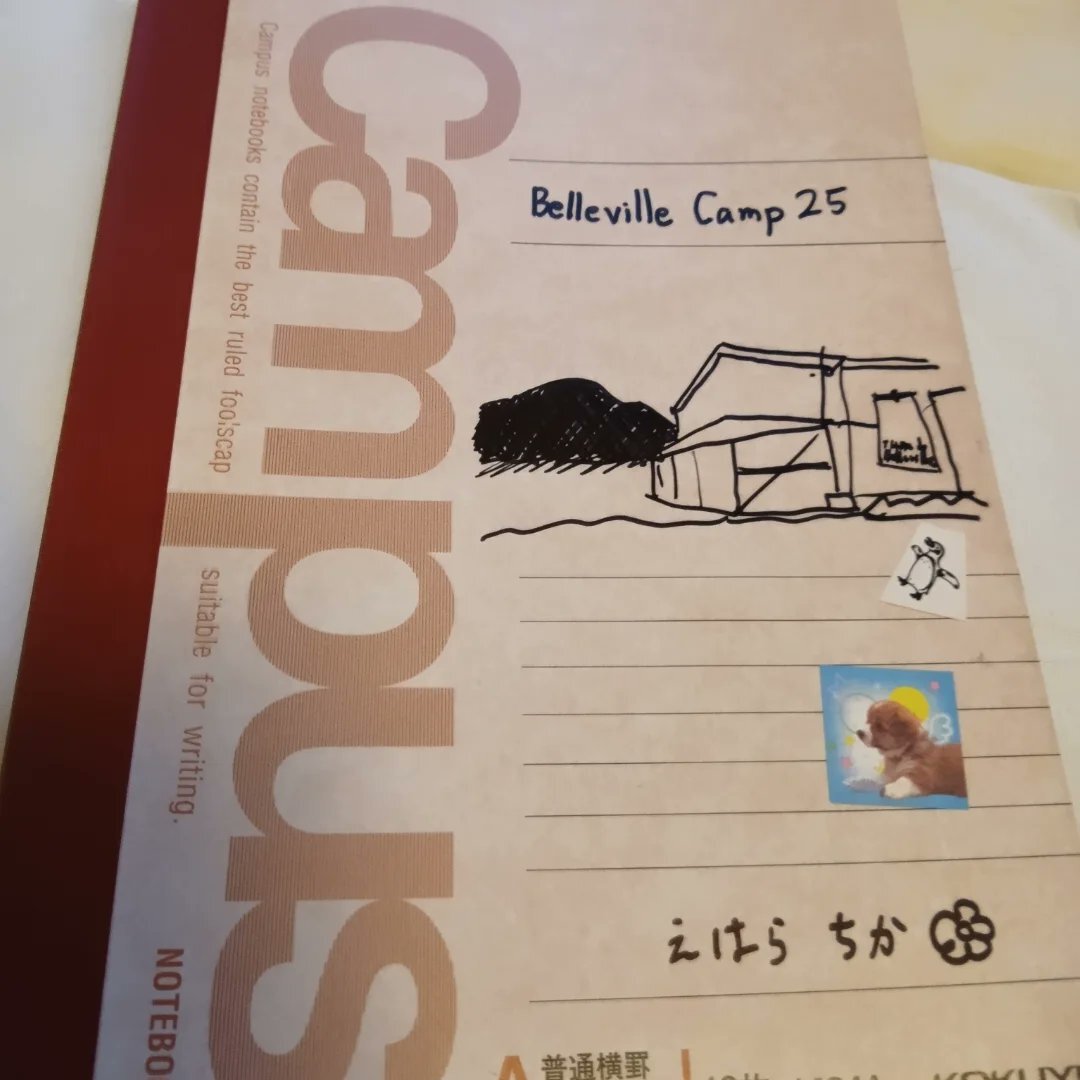 Campus
Campus notebooks contain the best ruled foolscap
suitable for writing.
Belleville Camp 25
えはら ちか
A 普通横罫